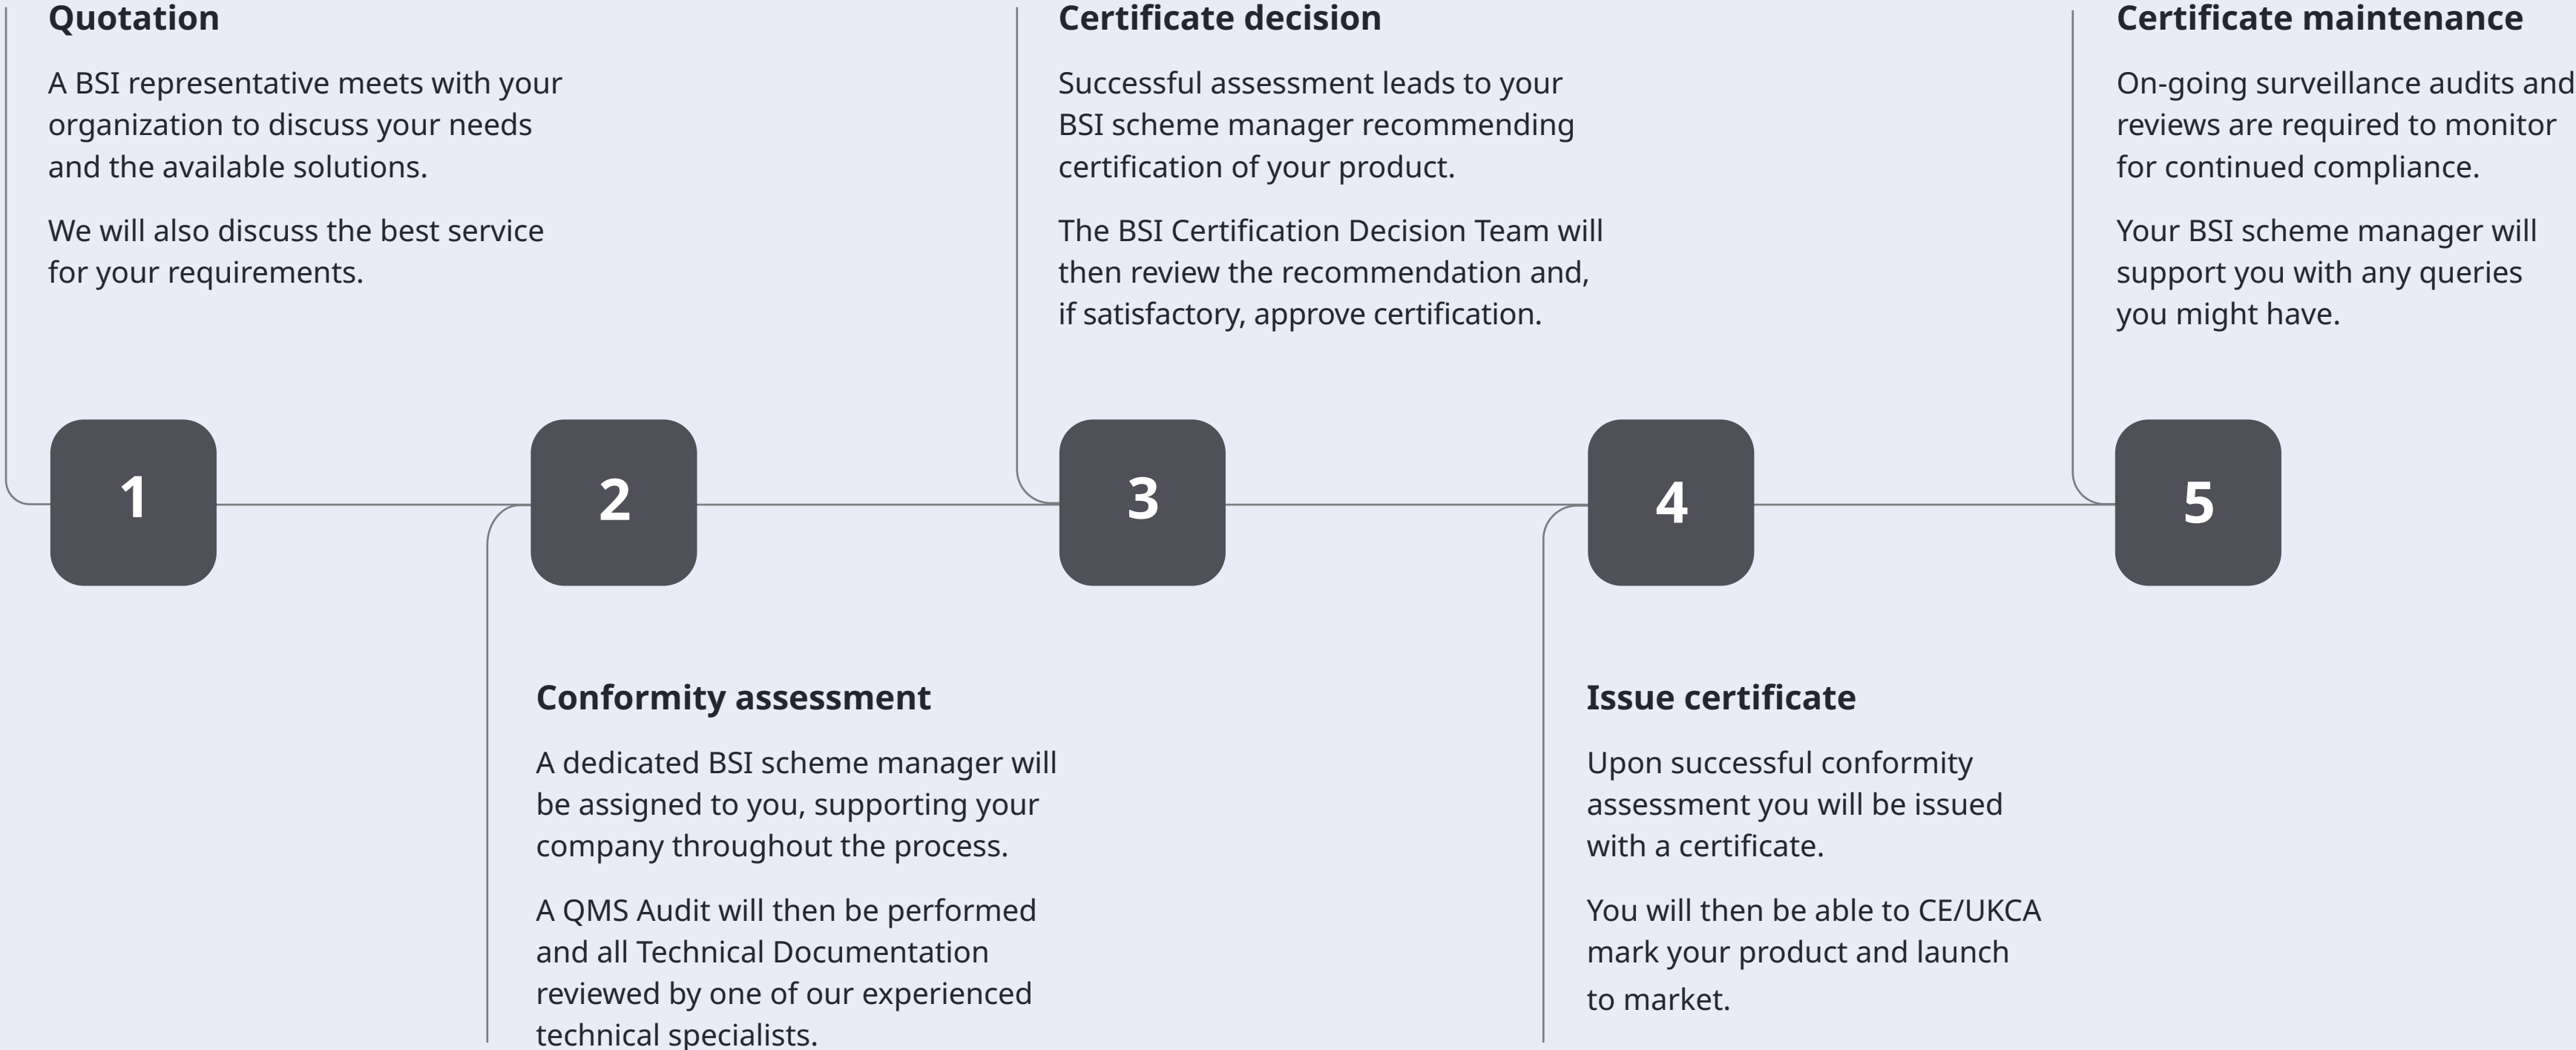 Quotation
A BSI representative meets with your
organization to discuss your needs
and the available solutions.
We will also discuss the best service
for your requirements.
1
2
Conformity assessment
A dedicated BSI scheme manager will
be assigned to you, supporting your
company throughout the process.
A QMS Audit will then be performed
and all Technical Documentation
reviewed by one of our experienced
technical specialists.
Certificate decision
Successful assessment leads to your
BSI scheme manager recommending
certification of your product.
The BSI Certification Decision Team will
then review the recommendation and,
if satisfactory, approve certification.
3
4
Issue certificate
Upon successful conformity
assessment you will be issued
with a certificate.
You will then be able to CE/UKCA
mark your product and launch
to market.
Certificate maintenance
On-going surveillance audits and
reviews are required to monitor
for continued compliance.
Your BSI scheme manager will
support you with any queries
you might have.
5